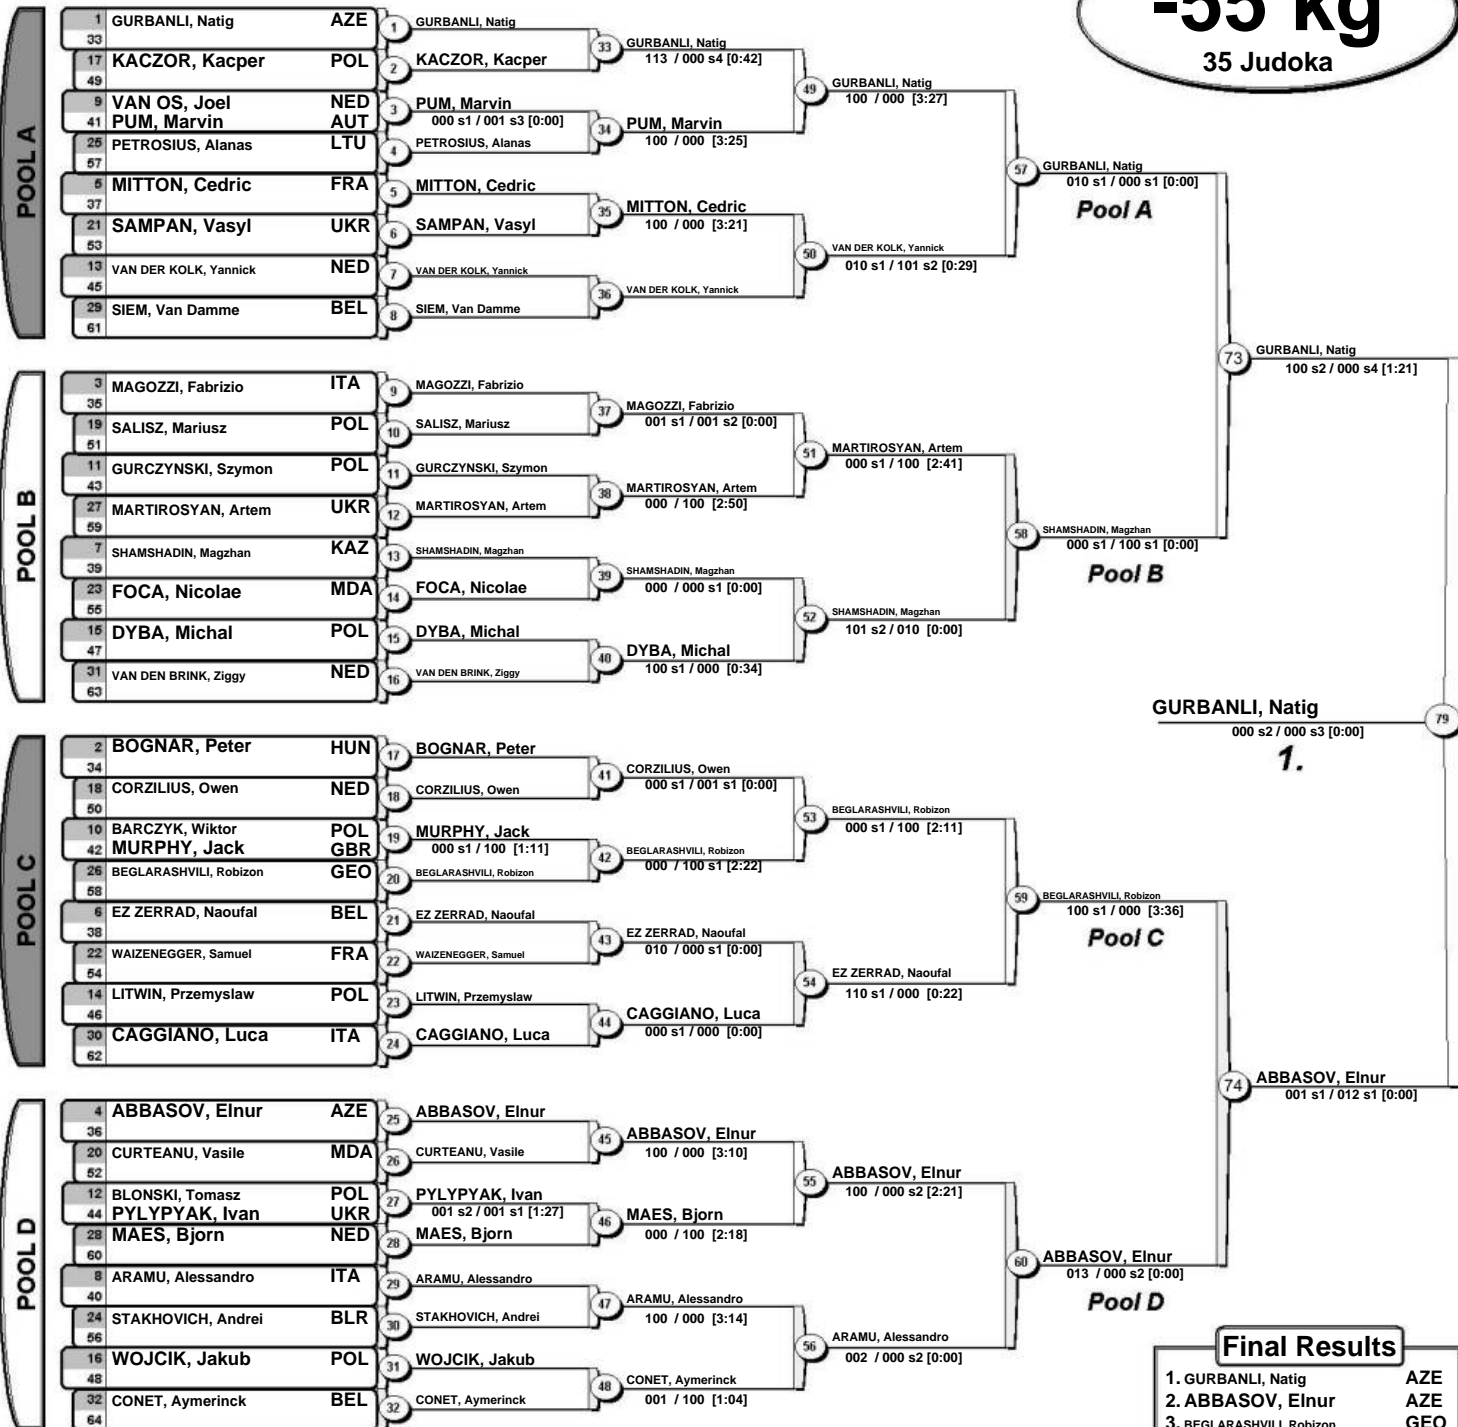 -55 kg
35 Judoka
POOL A
1 GURBANLI, Natig AZE
33
17 KACZOR, Kacper POL
49
9 VAN OS, Joel NED
41 PUM, Marvin AUT
25 PETROSIUS, Alanas LTU
57
5 MITTON, Cedric FRA
37
21 SAMPAN, Vasyl UKR
53
13 VAN DER KOLK, Yannick NED
45
29 SIEM, Van Damme BEL
61
1 GURBANLI, Natig
2 KACZOR, Kacper
3 PUM, Marvin
000 s1 / 001 s3 [0:00]
4 PETROSIUS, Alanas
5 MITTON, Cedric
6 SAMPAN, Vasyl
7 VAN DER KOLK, Yannick
8 SIEM, Van Damme
33 GURBANLI, Natig
113 / 000 s4 [0:42]
34 PUM, Marvin
100 / 000 [3:25]
35 MITTON, Cedric
100 / 000 [3:21]
36 VAN DER KOLK, Yannick
49 GURBANLI, Natig
100 / 000 [3:27]
50 VAN DER KOLK, Yannick
010 s1 / 101 s2 [0:29]
57 GURBANLI, Natig
010 s1 / 000 s1 [0:00]
Pool A
POOL B
3 MAGOZZI, Fabrizio ITA
35
19 SALISZ, Mariusz POL
51
11 GURCZYNSKI, Szymon POL
43
27 MARTIROSYAN, Artem UKR
59
7 SHAMSHADIN, Magzhan KAZ
39
23 FOCA, Nicolae MDA
55
15 DYBA, Michal POL
47
31 VAN DEN BRINK, Ziggy NED
63
9 MAGOZZI, Fabrizio
10 SALISZ, Mariusz
11 GURCZYNSKI, Szymon
12 MARTIROSYAN, Artem
13 SHAMSHADIN, Magzhan
14 FOCA, Nicolae
15 DYBA, Michal
16 VAN DEN BRINK, Ziggy
37 MAGOZZI, Fabrizio
001 s1 / 001 s2 [0:00]
38 MARTIROSYAN, Artem
000 / 100 [2:50]
39 SHAMSHADIN, Magzhan
000 / 000 s1 [0:00]
40 DYBA, Michal
100 s1 / 000 [0:34]
51 MARTIROSYAN, Artem
000 s1 / 100 [2:41]
52 SHAMSHADIN, Magzhan
101 s2 / 010 [0:00]
58 SHAMSHADIN, Magzhan
000 s1 / 100 s1 [0:00]
Pool B
73 GURBANLI, Natig
100 s2 / 000 s4 [1:21]
GURBANLI, Natig 79
000 s2 / 000 s3 [0:00]
1.
POOL C
2 BOGNAR, Peter HUN
34
18 CORZILIUS, Owen NED
50
10 BARCZYK, Wiktor POL
42 MURPHY, Jack GBR
26 BEGLARASHVILI, Robizon GEO
58
6 EZ ZERRAD, Naoufal BEL
38
22 WAIZENEGGER, Samuel FRA
54
14 LITWIN, Przemyslaw POL
46
30 CAGGIANO, Luca ITA
62
17 BOGNAR, Peter
18 CORZILIUS, Owen
19 MURPHY, Jack
000 s1 / 100 [1:11]
20 BEGLARASHVILI, Robizon
21 EZ ZERRAD, Naoufal
22 WAIZENEGGER, Samuel
23 LITWIN, Przemyslaw
24 CAGGIANO, Luca
41 CORZILIUS, Owen
000 s1 / 001 s1 [0:00]
42 BEGLARASHVILI, Robizon
000 / 100 s1 [2:22]
43 EZ ZERRAD, Naoufal
010 / 000 s1 [0:00]
44 CAGGIANO, Luca
000 s1 / 000 [0:00]
53 BEGLARASHVILI, Robizon
000 s1 / 100 [2:11]
54 EZ ZERRAD, Naoufal
110 s1 / 000 [0:22]
59 BEGLARASHVILI, Robizon
100 s1 / 000 [3:36]
Pool C
74 ABBASOV, Elnur
001 s1 / 012 s1 [0:00]
POOL D
4 ABBASOV, Elnur AZE
36
20 CURTEANU, Vasile MDA
52
12 BLONSKI, Tomasz POL
44 PYLYPYAK, Ivan UKR
28 MAES, Bjorn NED
60
8 ARAMU, Alessandro ITA
40
24 STAKHOVICH, Andrei BLR
56
16 WOJCIK, Jakub POL
48
32 CONET, Aymerinck BEL
64
25 ABBASOV, Elnur
26 CURTEANU, Vasile
27 PYLYPYAK, Ivan
001 s2 / 001 s1 [1:27]
28 MAES, Bjorn
29 ARAMU, Alessandro
30 STAKHOVICH, Andrei
31 WOJCIK, Jakub
32 CONET, Aymerinck
45 ABBASOV, Elnur
100 / 000 [3:10]
46 MAES, Bjorn
000 / 100 [2:18]
47 ARAMU, Alessandro
100 / 000 [3:14]
48 CONET, Aymerinck
001 / 100 [1:04]
55 ABBASOV, Elnur
100 / 000 s2 [2:21]
56 ARAMU, Alessandro
002 / 000 s2 [0:00]
60 ABBASOV, Elnur
013 / 000 s2 [0:00]
Pool D
Final Results
1. GURBANLI, Natig AZE
2. ABBASOV, Elnur AZE
3. BEGLARASHVILI, Robizon GEO